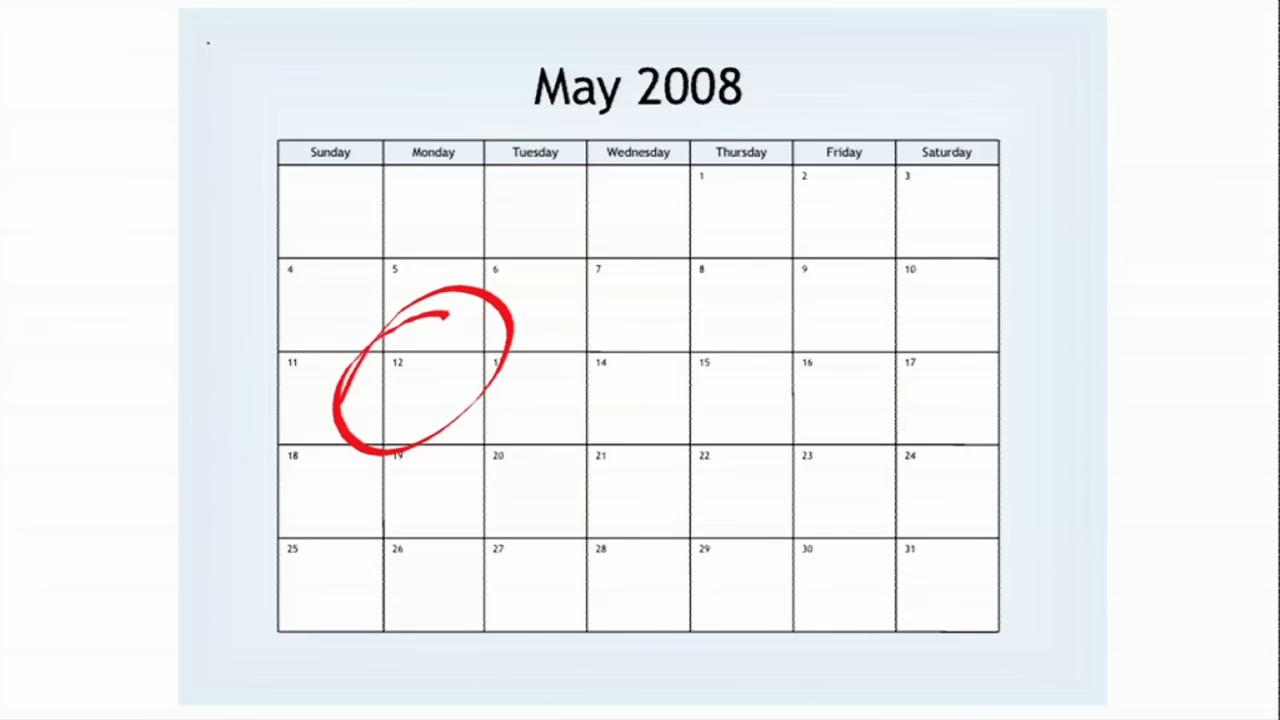 May 2008
Sunday Monday Tuesday Wednesday Thursday Friday Saturday
1 2 3
4 5 6 7 8 9 10
11 12 13 14 15 16 17
18 19 20 21 22 23 24
25 26 27 28 29 30 31